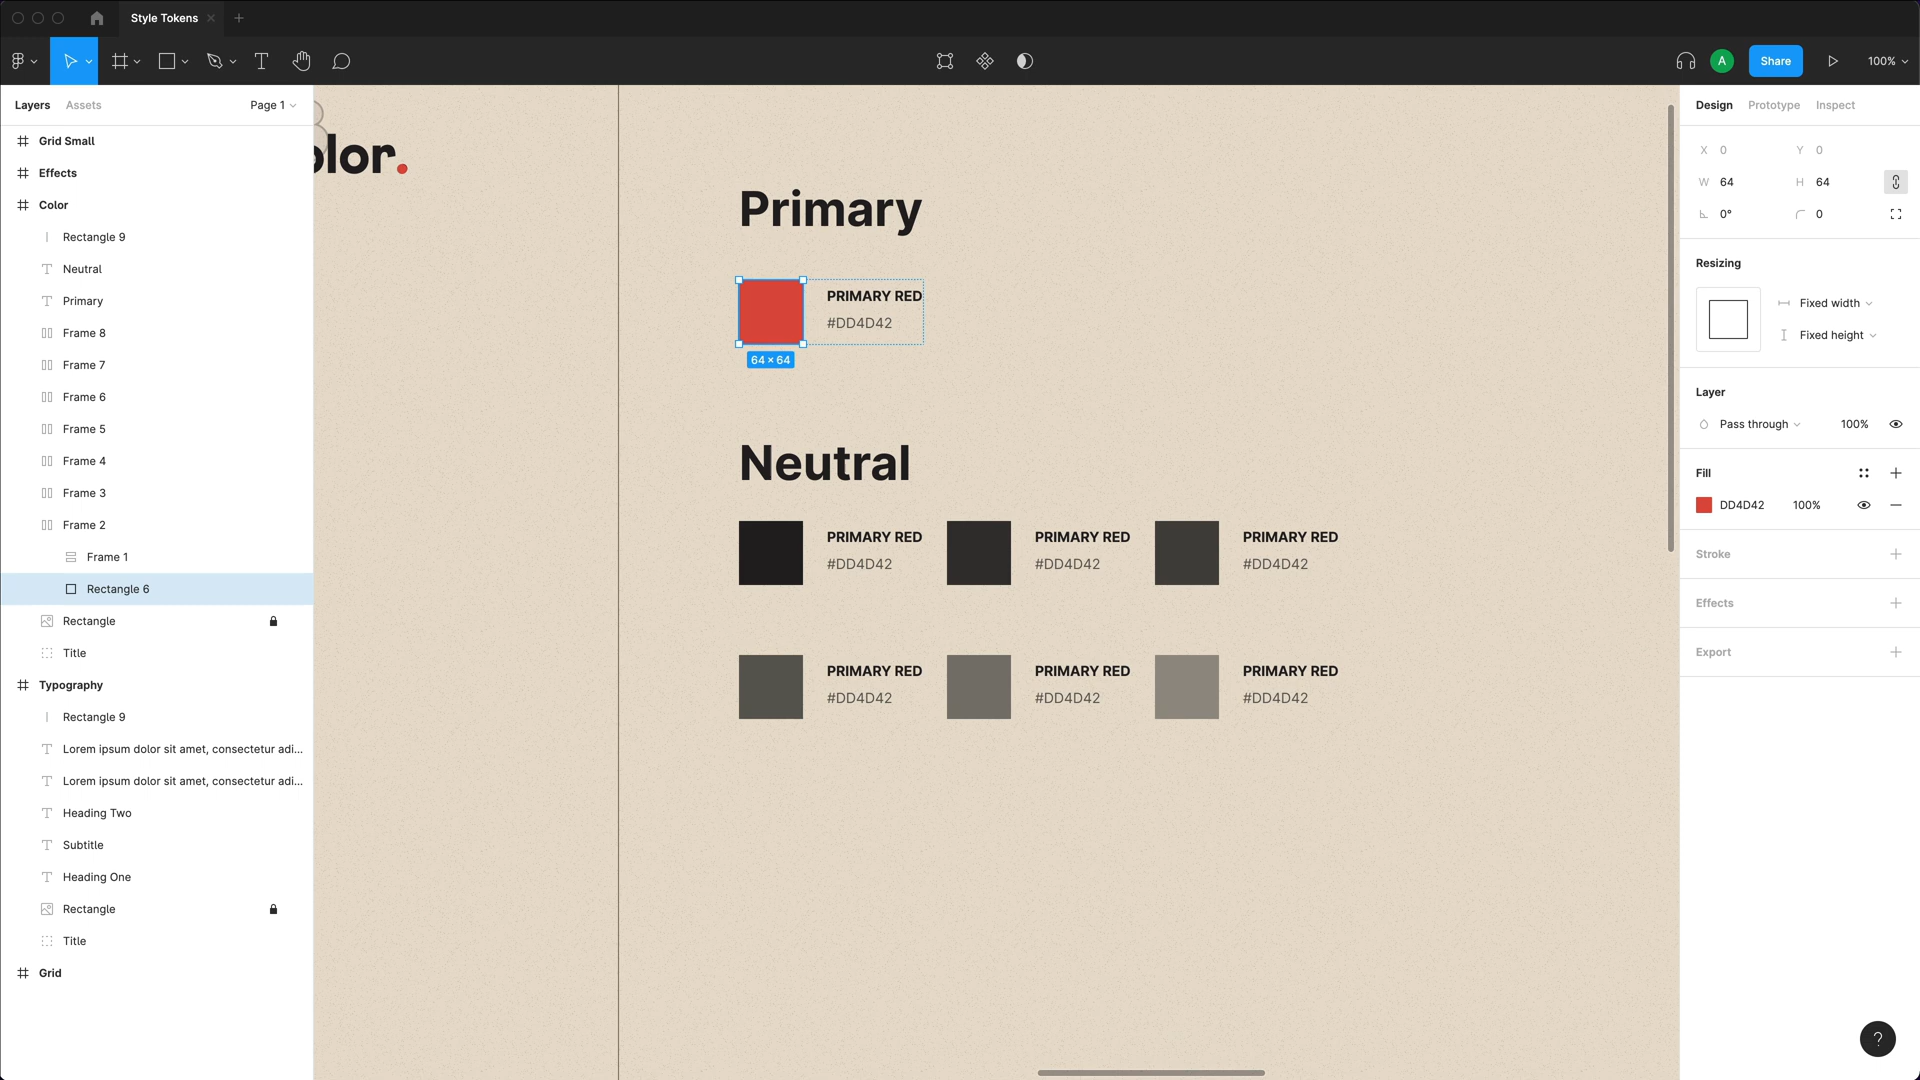 Style Tokens
Share
A
100%
Layers
Assets
Page 1
Grid Small
Effects
Color
Rectangle 9
Neutral
Primary
Frame 8
Frame 7
Frame 6
Frame 5
Frame 4
Frame 3
Frame 2
Frame 1
Rectangle 6
Rectangle
Title
Typography
Rectangle 9
Lorem ipsum dolor sit amet, consectetur adi...
Lorem ipsum dolor sit amet, consectetur adi...
Heading Two
Subtitle
Heading One
Rectangle
Title
Grid
olor.
Primary
PRIMARY RED
#DD4D42
64 × 64
Neutral
PRIMARY RED
#DD4D42
PRIMARY RED
#DD4D42
PRIMARY RED
#DD4D42
PRIMARY RED
#DD4D42
PRIMARY RED
#DD4D42
PRIMARY RED
#DD4D42
Design
Prototype
Inspect
X 0
Y 0
W 64
H 64
0°
0
Resizing
Fixed width
Fixed height
Layer
Pass through
100%
Fill
DD4D42
100%
Stroke
Effects
Export
?